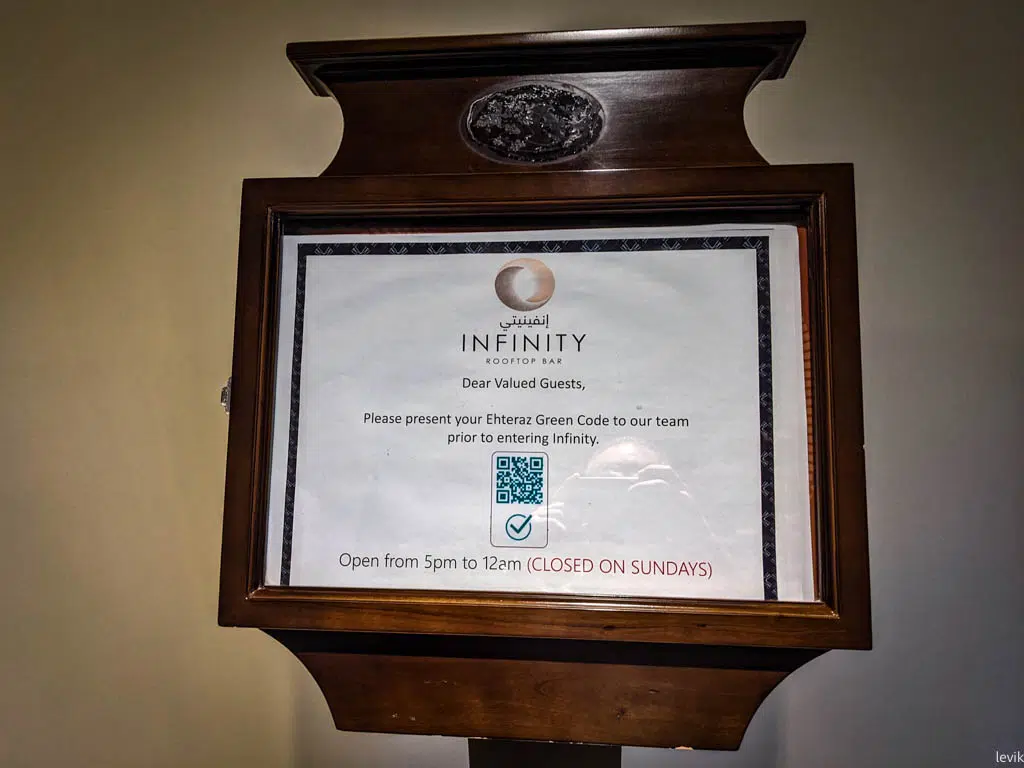 إنفينيتي
INFINITY
ROOFTOP BAR
Dear Valued Guests,
Please present your Ehteraz Green Code to our team
prior to entering Infinity.
Open from 5pm to 12am (CLOSED ON SUNDAYS)
levik